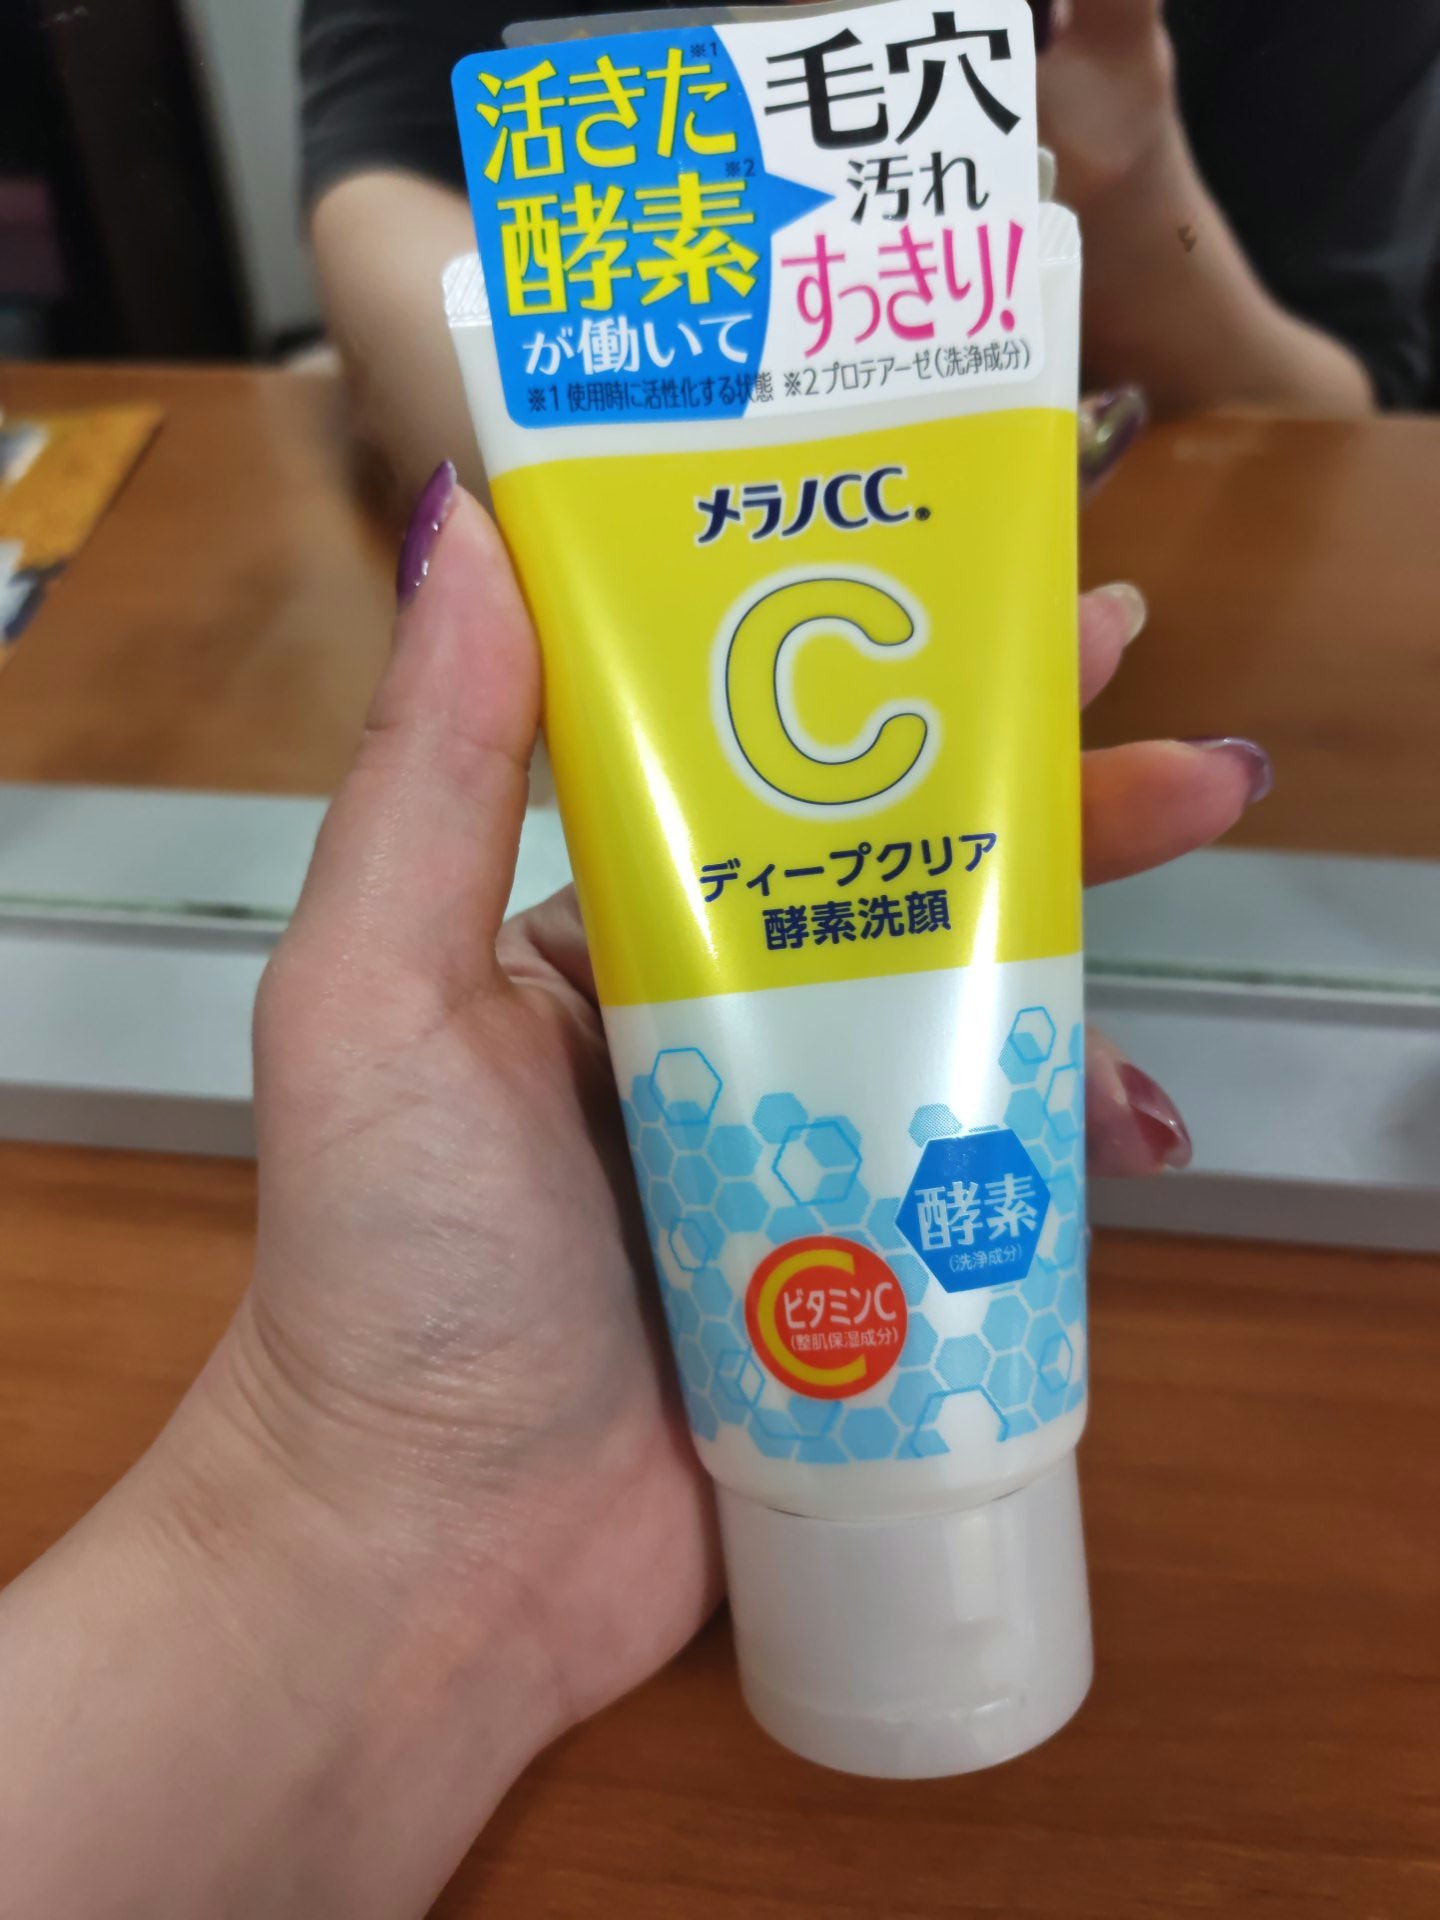 活きた※1
酵素※2
が働いて
毛穴
汚れ
すっきり!
※1 使用時に活性化する状態 ※2 プロテアーゼ(洗浄成分)
メラノCC®
C
ディープクリア
酵素洗顔
酵素
(洗浄成分)
C
ビタミンC
(整肌保湿成分)